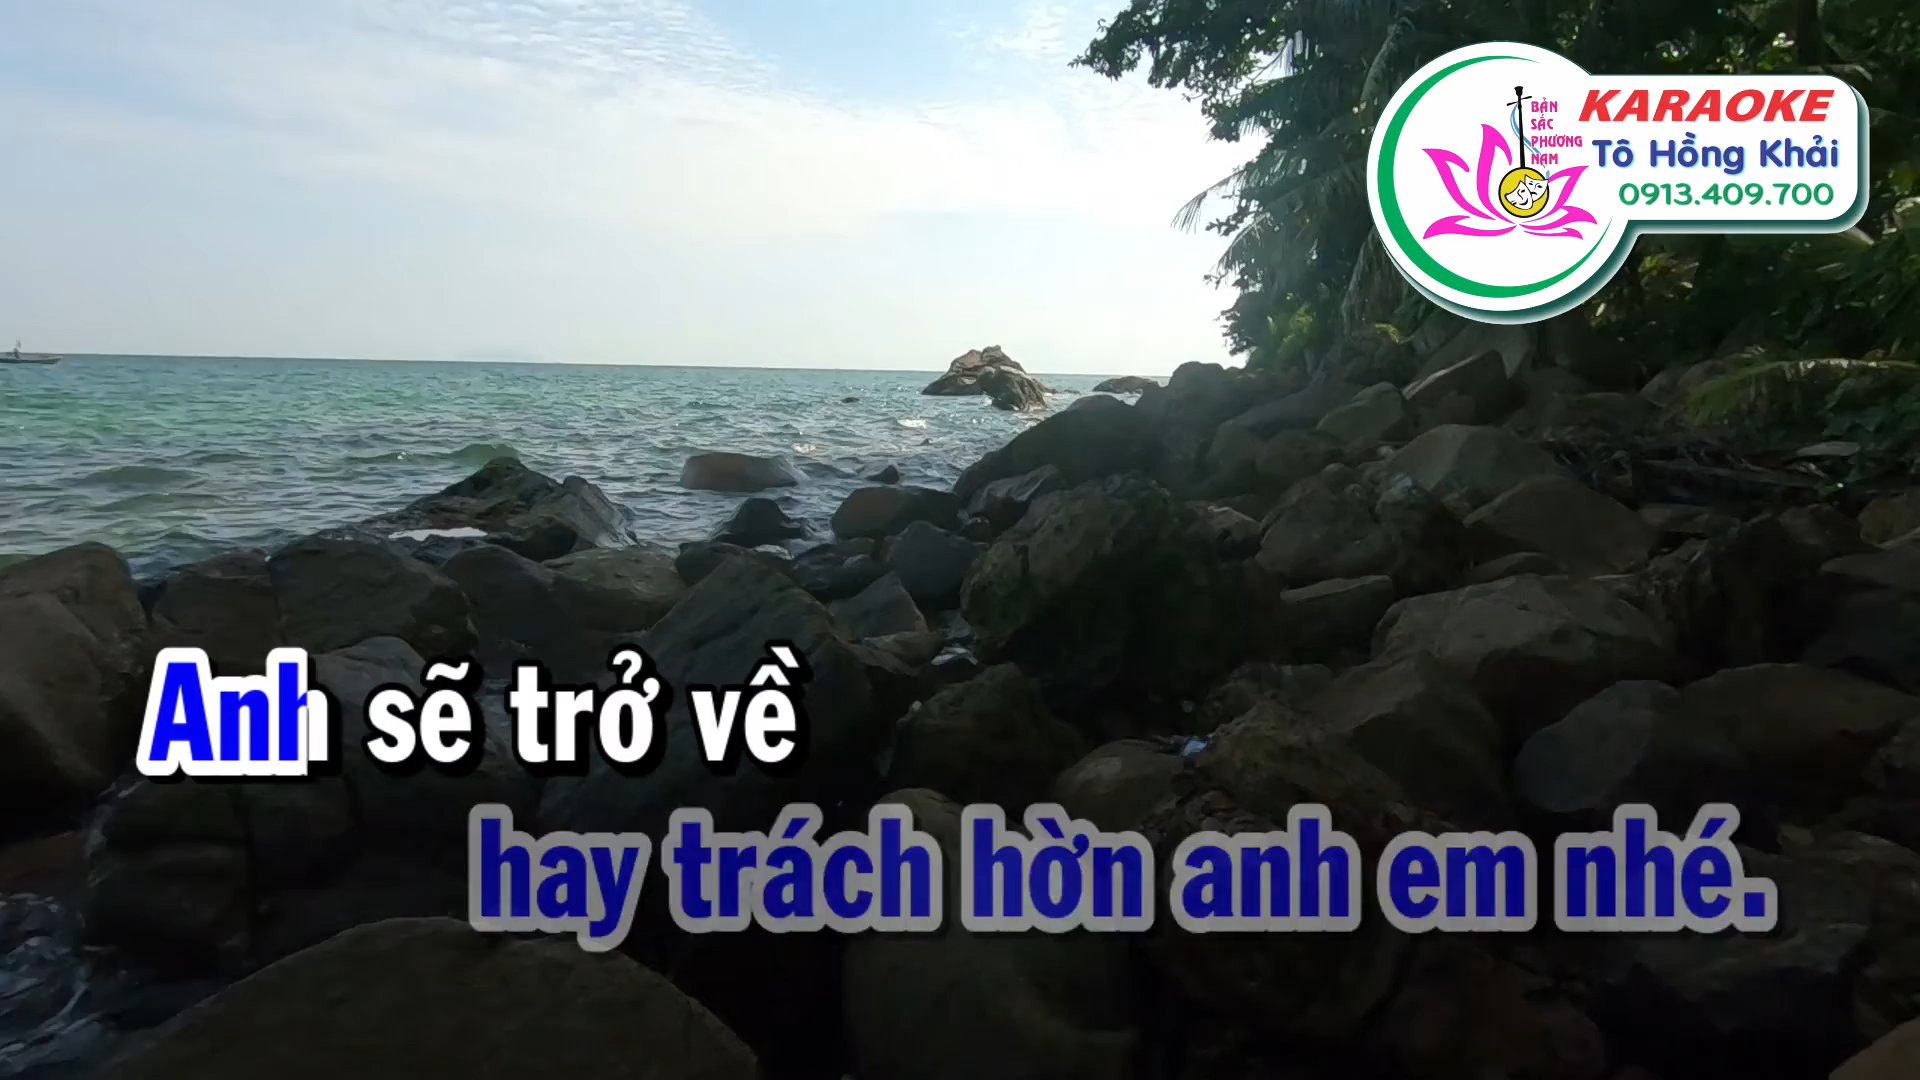 BẢN
SẮC
PHƯƠNG
NAM
KARAOKE
Tô Hồng Khải
0913.409.700
Anh sẽ trở về
hay trách hờn anh em nhé.